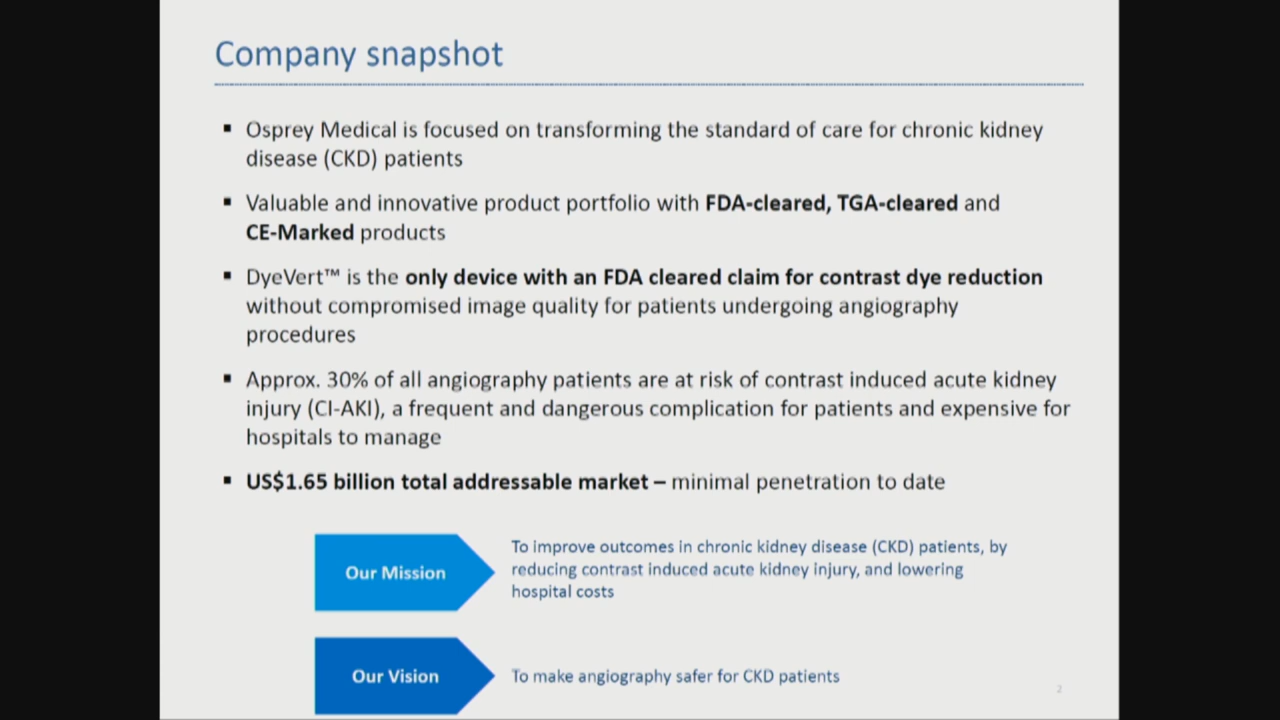 Company snapshot
▪ Osprey Medical is focused on transforming the standard of care for chronic kidney
disease (CKD) patients
▪ Valuable and innovative product portfolio with FDA-cleared, TGA-cleared and
CE-Marked products
▪ DyeVert™ is the only device with an FDA cleared claim for contrast dye reduction
without compromised image quality for patients undergoing angiography
procedures
▪ Approx. 30% of all angiography patients are at risk of contrast induced acute kidney
injury (CI-AKI), a frequent and dangerous complication for patients and expensive for
hospitals to manage
▪ US$1.65 billion total addressable market – minimal penetration to date
Our Mission
To improve outcomes in chronic kidney disease (CKD) patients, by
reducing contrast induced acute kidney injury, and lowering
hospital costs
Our Vision
To make angiography safer for CKD patients
2